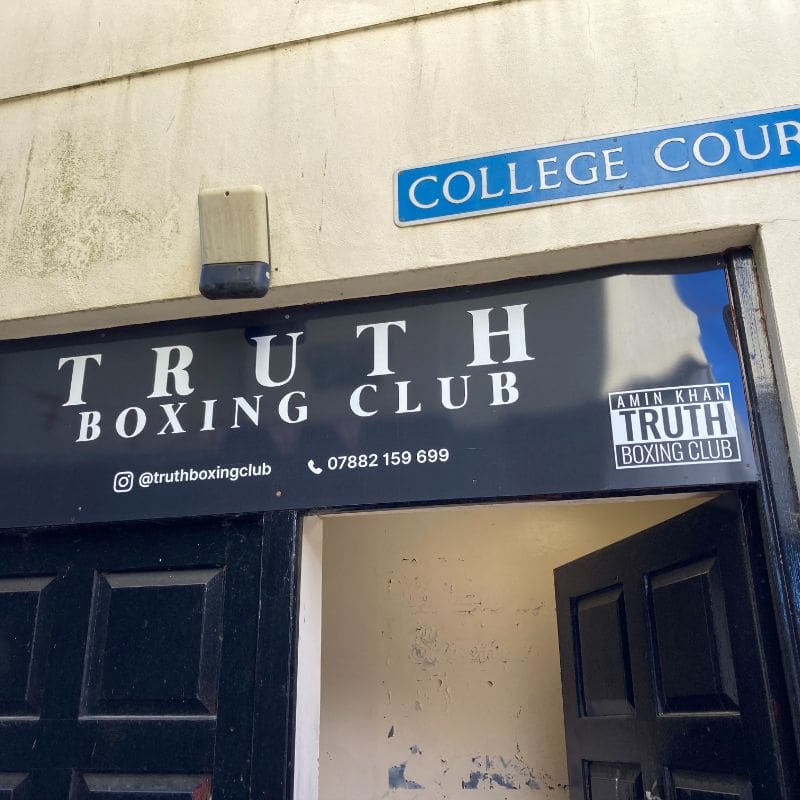 COLLEGE COUR
TRUTH
BOXING CLUB
@truthboxingclub 07882 159 699
AMIN KHAN
TRUTH
BOXING CLUB